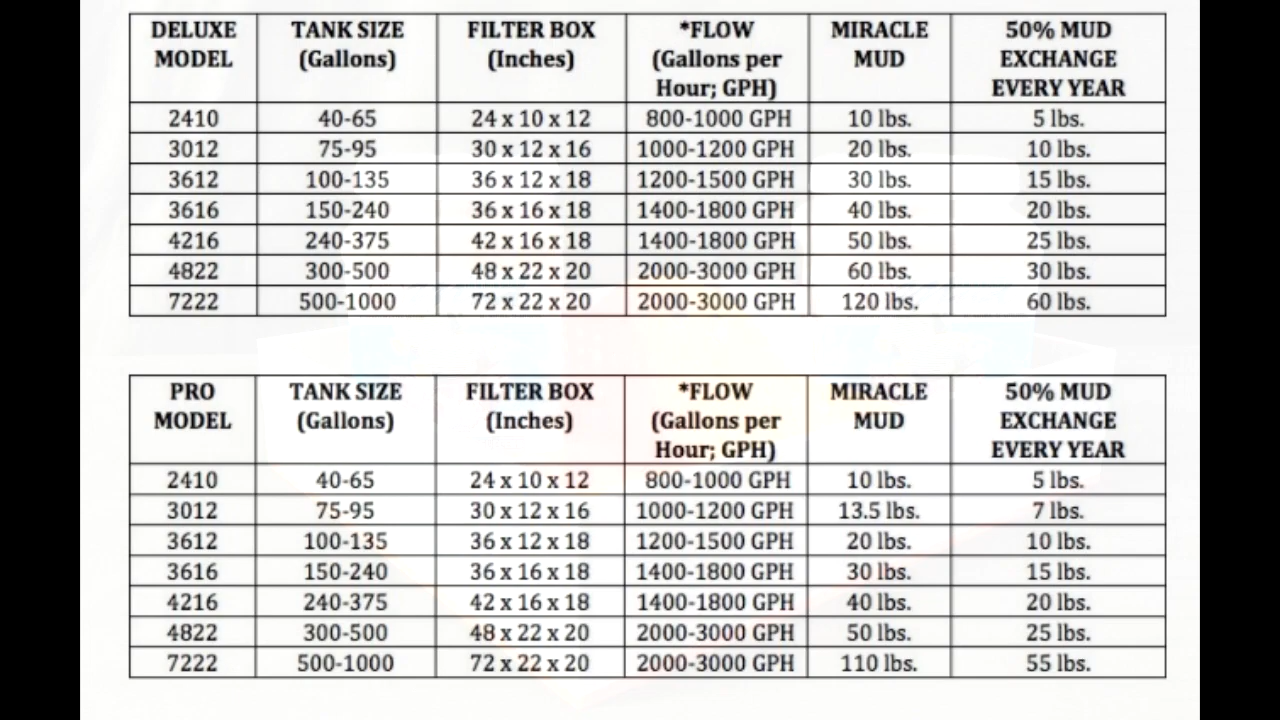 DELUXE MODEL TANK SIZE (Gallons) FILTER BOX (Inches) *FLOW (Gallons per Hour; GPH) MIRACLE MUD 50% MUD EXCHANGE EVERY YEAR
2410 40-65 24 x 10 x 12 800-1000 GPH 10 lbs. 5 lbs.
3012 75-95 30 x 12 x 16 1000-1200 GPH 20 lbs. 10 lbs.
3612 100-135 36 x 12 x 18 1200-1500 GPH 30 lbs. 15 lbs.
3616 150-240 36 x 16 x 18 1400-1800 GPH 40 lbs. 20 lbs.
4216 240-375 42 x 16 x 18 1400-1800 GPH 50 lbs. 25 lbs.
4822 300-500 48 x 22 x 20 2000-3000 GPH 60 lbs. 30 lbs.
7222 500-1000 72 x 22 x 20 2000-3000 GPH 120 lbs. 60 lbs.
PRO MODEL TANK SIZE (Gallons) FILTER BOX (Inches) *FLOW (Gallons per Hour; GPH) MIRACLE MUD 50% MUD EXCHANGE EVERY YEAR
2410 40-65 24 x 10 x 12 800-1000 GPH 10 lbs. 5 lbs.
3012 75-95 30 x 12 x 16 1000-1200 GPH 13.5 lbs. 7 lbs.
3612 100-135 36 x 12 x 18 1200-1500 GPH 20 lbs. 10 lbs.
3616 150-240 36 x 16 x 18 1400-1800 GPH 30 lbs. 15 lbs.
4216 240-375 42 x 16 x 18 1400-1800 GPH 40 lbs. 20 lbs.
4822 300-500 48 x 22 x 20 2000-3000 GPH 50 lbs. 25 lbs.
7222 500-1000 72 x 22 x 20 2000-3000 GPH 110 lbs. 55 lbs.